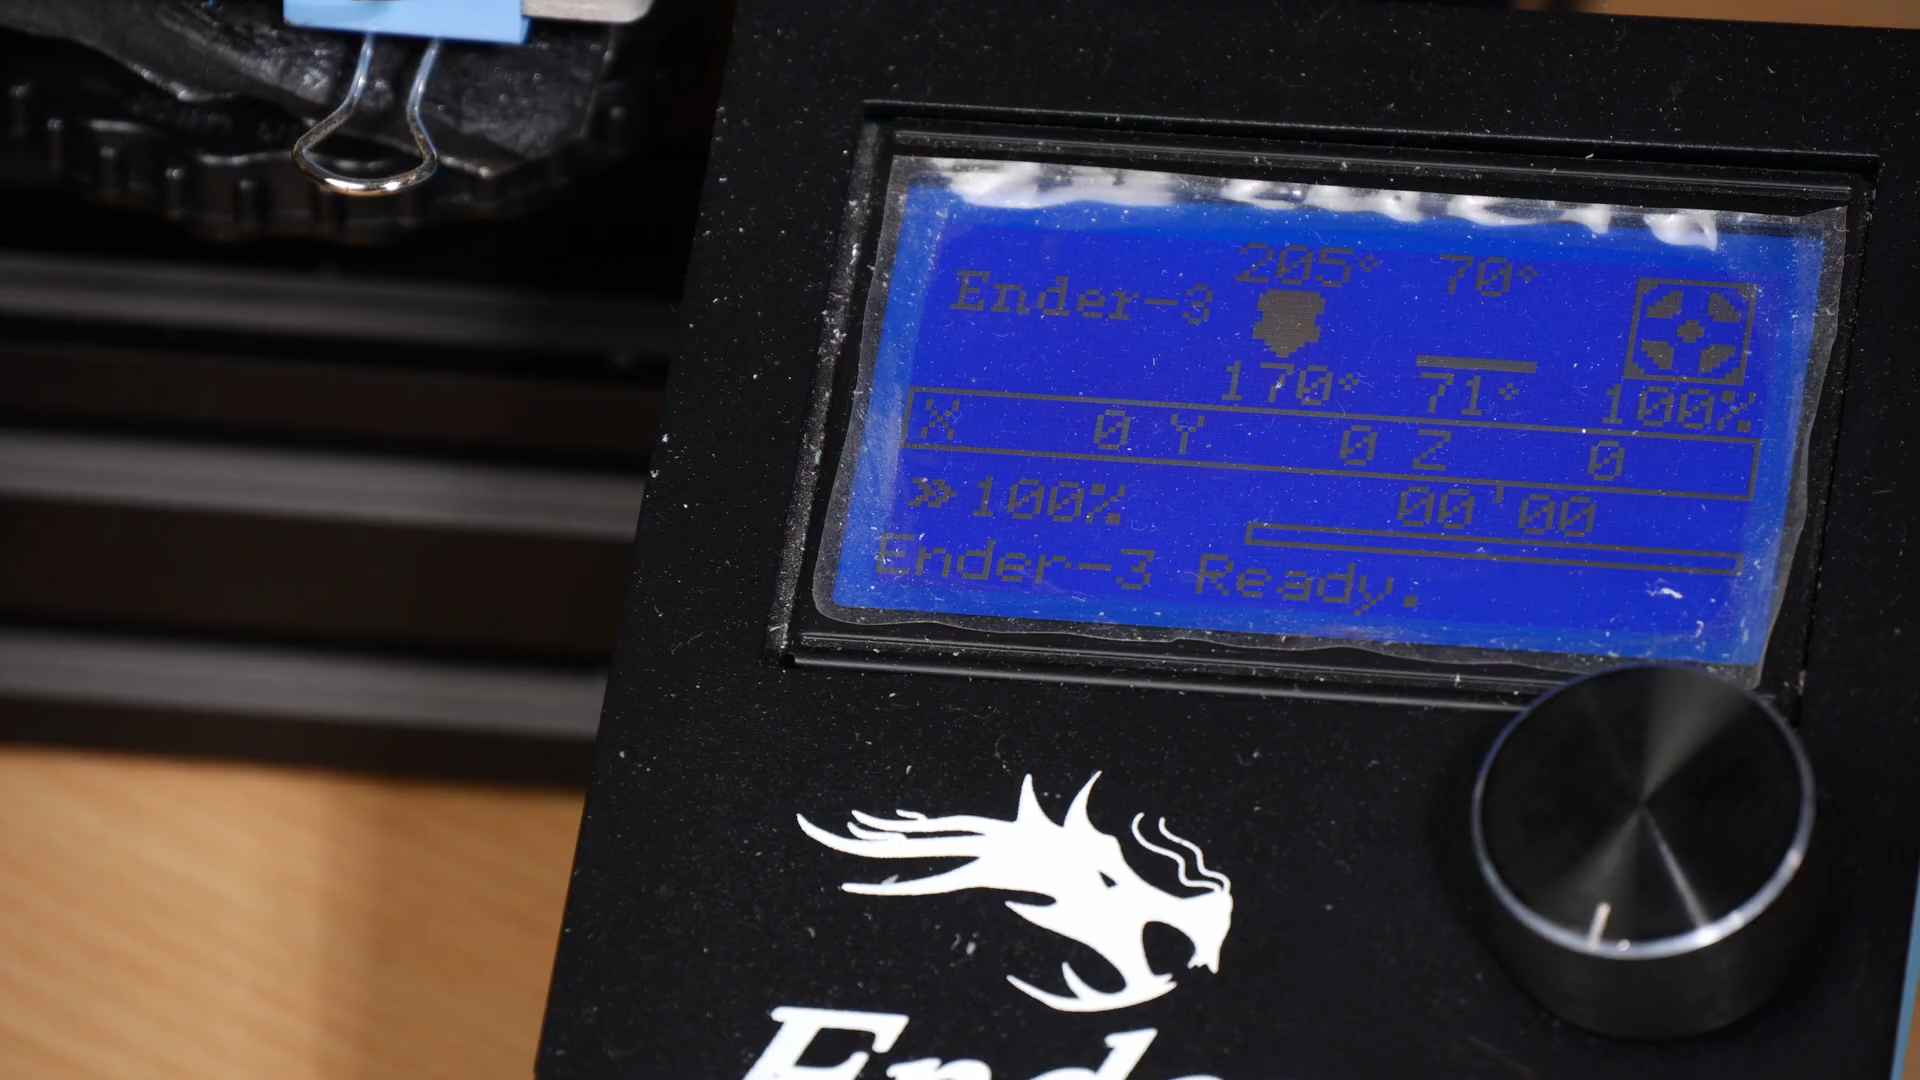 205° 70°
Ender-3
170° 71° 100%
X 0 Y 0 Z 0
»100% 00'00
Ender-3 Ready.
Ende